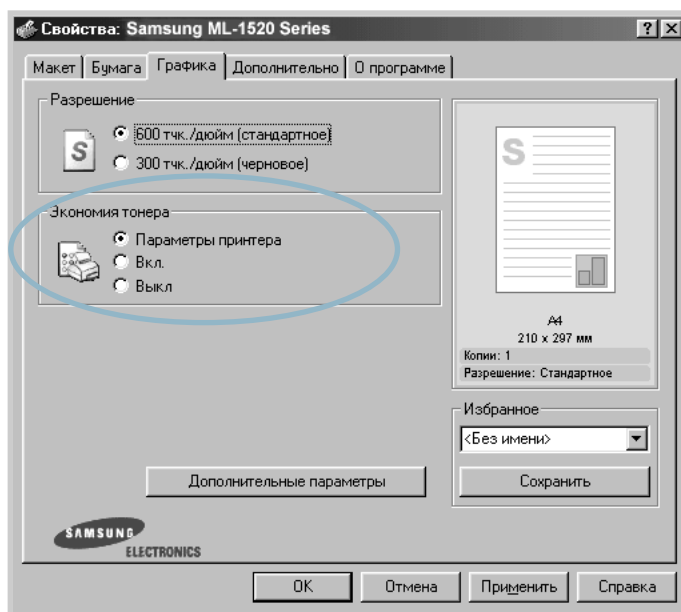 Свойства: Samsung ML-1520 Series
? X
Макет Бумага Графика Дополнительно О программе
Разрешение
S
600 тчк./дюйм (стандартное)
300 тчк./дюйм (черновое)
Экономия тонера
Параметры принтера
Вкл.
Выкл
S
A4
210 x 297 мм
Копии: 1
Разрешение: Стандартное
Избранное
<Без имени>
Дополнительные параметры
Сохранить
SAMSUNG
ELECTRONICS
OK Отмена Применить Справка